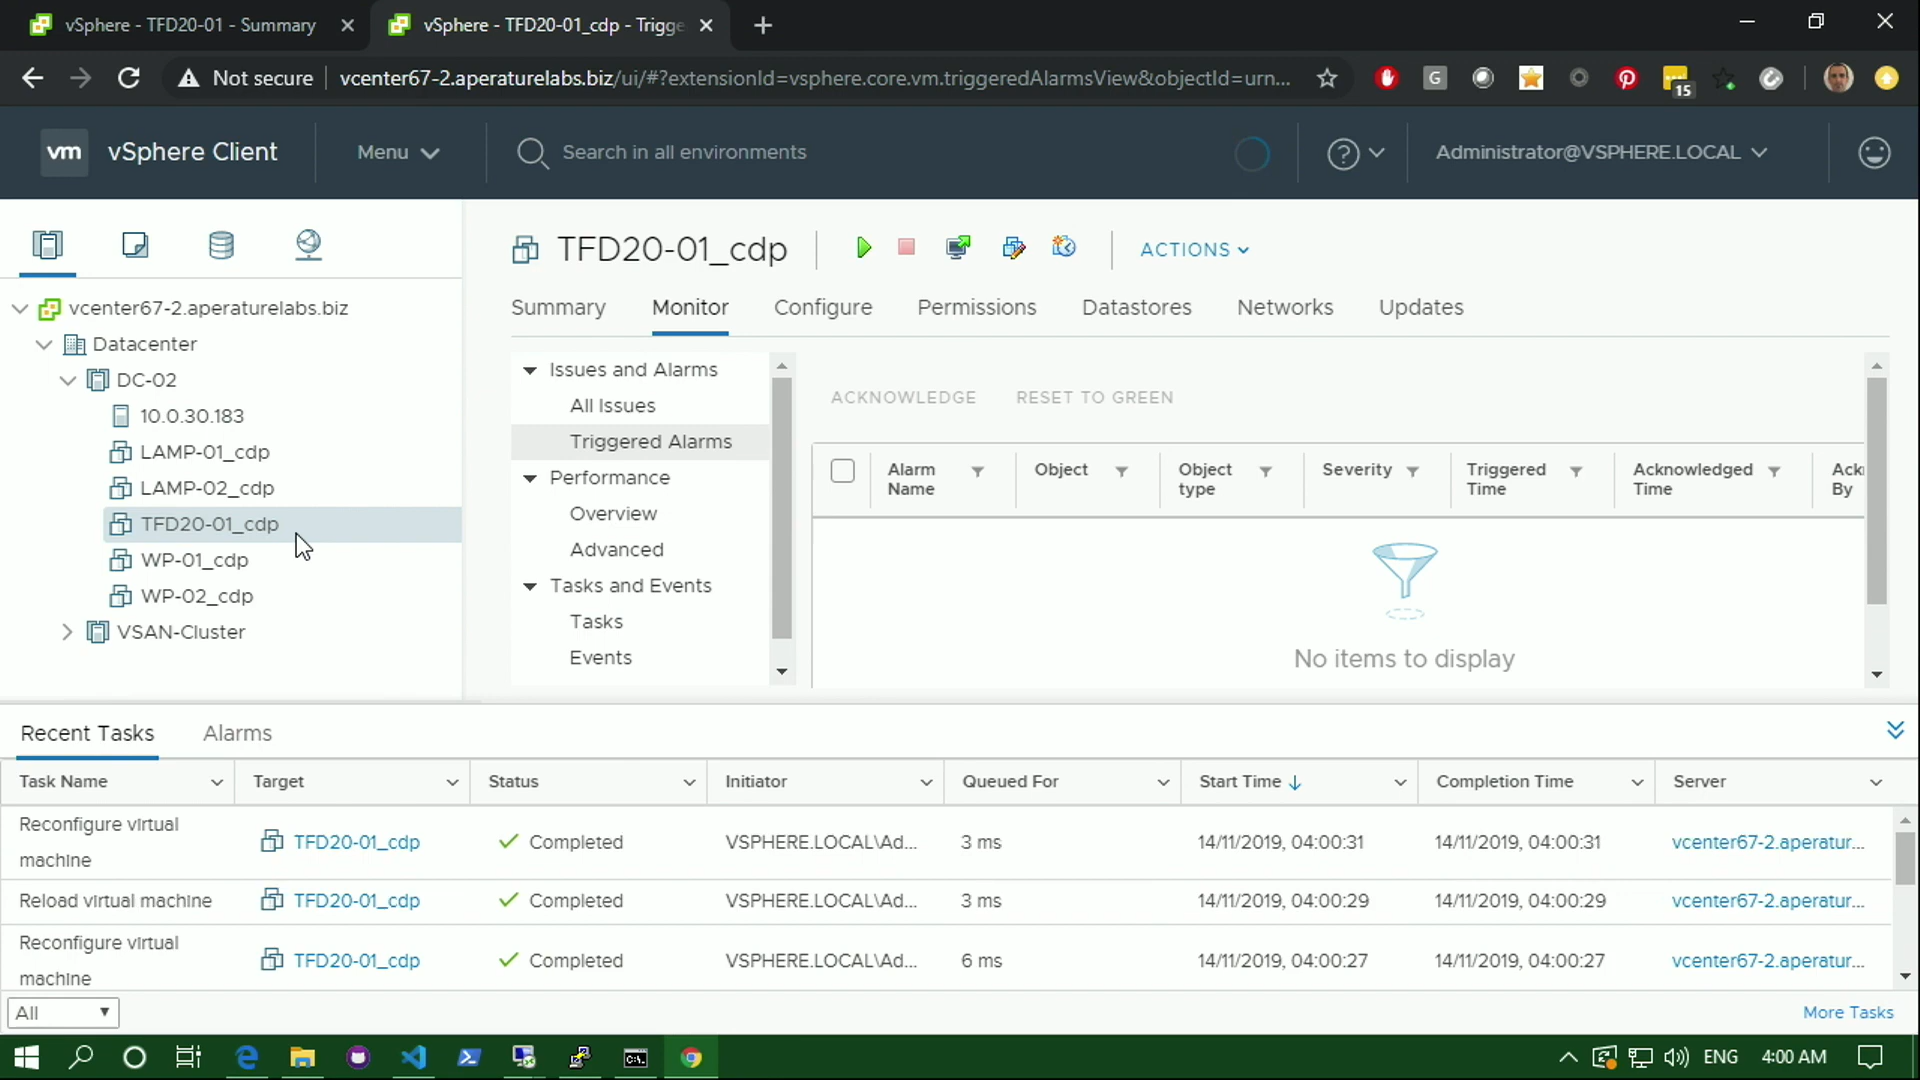 vSphere - TFD20-01 - Summary
vSphere - TFD20-01_cdp - Trigge
Not secure
vcenter67-2.aperaturelabs.biz/ui/#?extensionId=vsphere.core.vm.triggeredAlarmsView&objectId=urn...
G
15
vm vSphere Client
Menu
Search in all environments
?
Administrator@VSPHERE.LOCAL
TFD20-01_cdp
ACTIONS
Summary Monitor Configure Permissions Datastores Networks Updates
vcenter67-2.aperaturelabs.biz
Datacenter
DC-02
10.0.30.183
LAMP-01_cdp
LAMP-02_cdp
TFD20-01_cdp
WP-01_cdp
WP-02_cdp
VSAN-Cluster
Issues and Alarms
All Issues
Triggered Alarms
Performance
Overview
Advanced
Tasks and Events
Tasks
Events
ACKNOWLEDGE RESET TO GREEN
Alarm Name
Object
Object type
Severity
Triggered Time
Acknowledged Time
Ack By
No items to display
Recent Tasks Alarms
Task Name Target Status Initiator Queued For Start Time Completion Time Server
Reconfigure virtual machine TFD20-01_cdp Completed VSPHERE.LOCAL\Ad... 3 ms 14/11/2019, 04:00:31 14/11/2019, 04:00:31 vcenter67-2.aperatur...
Reload virtual machine TFD20-01_cdp Completed VSPHERE.LOCAL\Ad... 3 ms 14/11/2019, 04:00:29 14/11/2019, 04:00:29 vcenter67-2.aperatur...
Reconfigure virtual machine TFD20-01_cdp Completed VSPHERE.LOCAL\Ad... 6 ms 14/11/2019, 04:00:27 14/11/2019, 04:00:27 vcenter67-2.aperatur...
All
More Tasks
ENG
4:00 AM